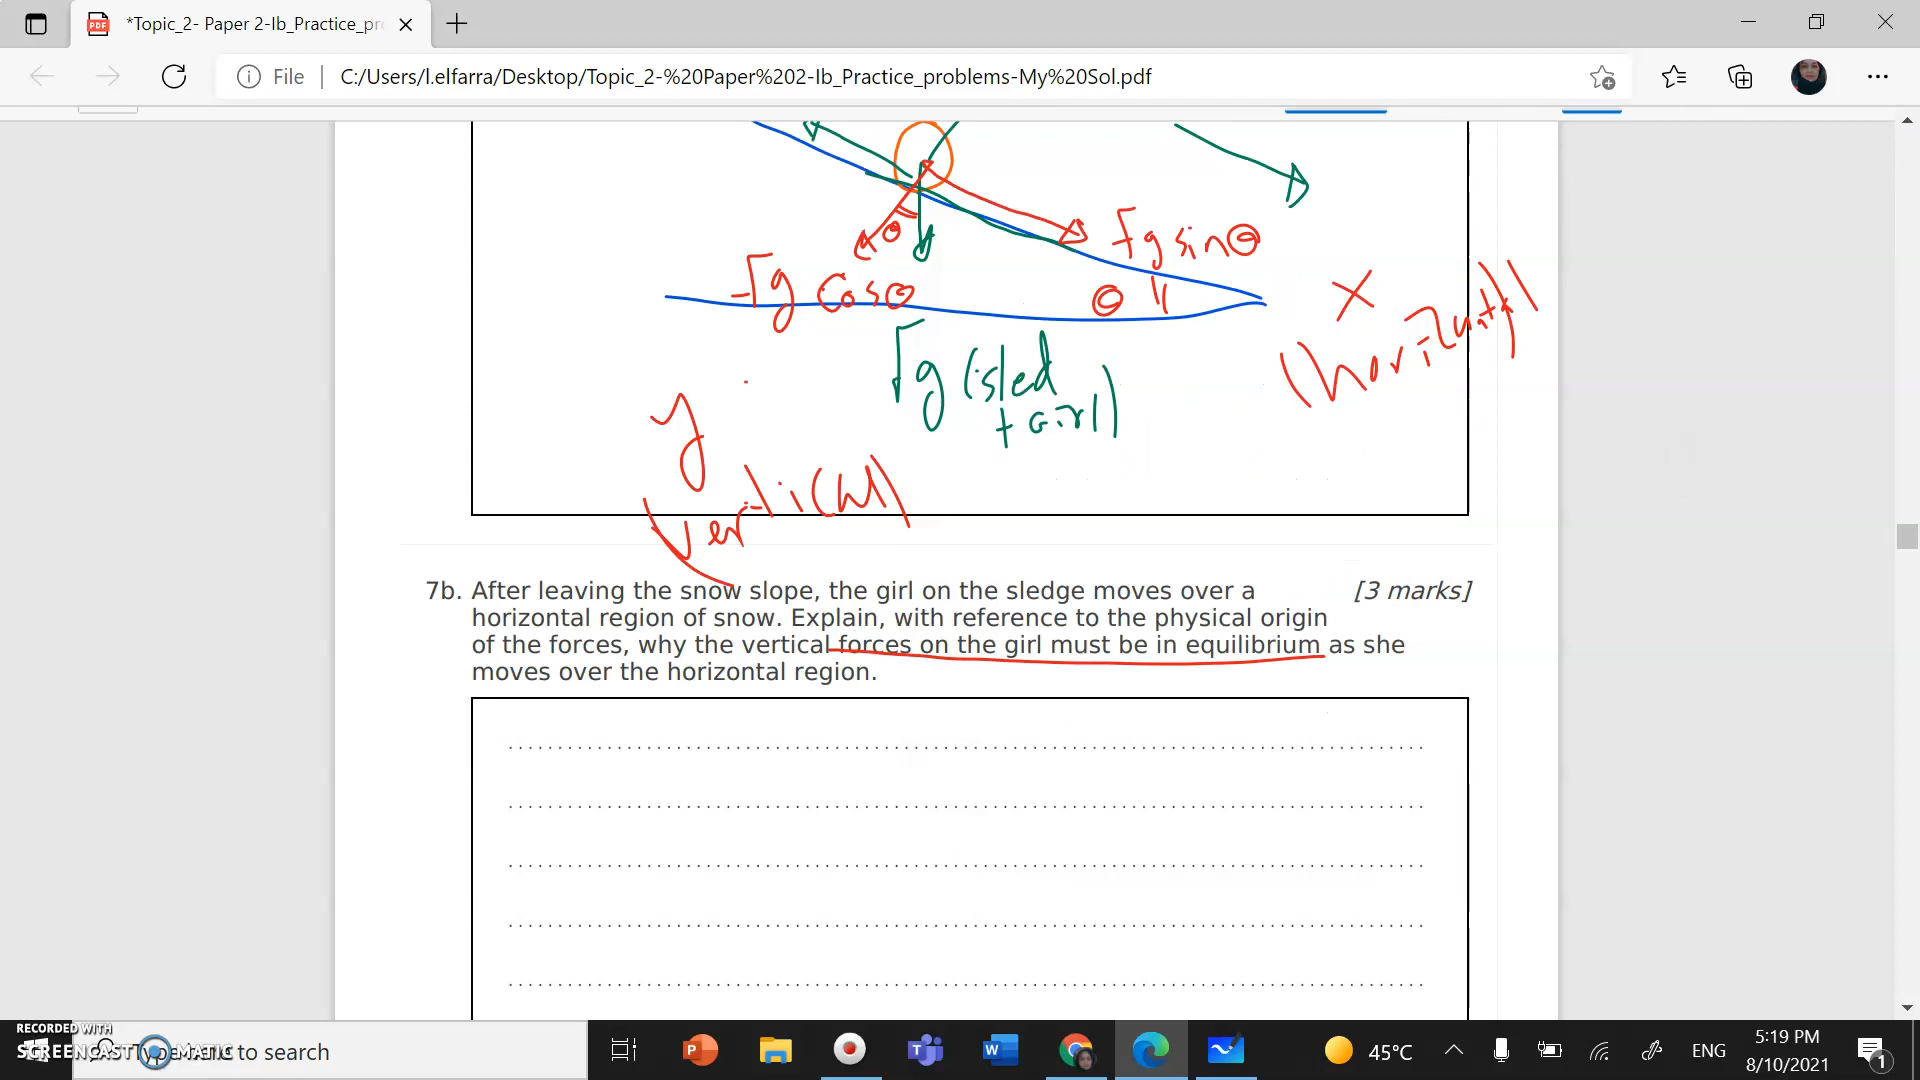 *Topic_2- Paper 2-Ib_Practice_pr
File
C:/Users/l.elfarra/Desktop/Topic_2-%20Paper%202-Ib_Practice_problems-My%20Sol.pdf
θ
Fg sinθ
Fg cosθ
θ
x
(horizontal)
Fg (sled
+ Girl)
y
vertical)
7b. After leaving the snow slope, the girl on the sledge moves over a [3 marks]
horizontal region of snow. Explain, with reference to the physical origin
of the forces, why the vertical forces on the girl must be in equilibrium as she
moves over the horizontal region.
RECORDED WITH
SCREENCAST MATIC
to search
45°C
ENG
5:19 PM
8/10/2021
1